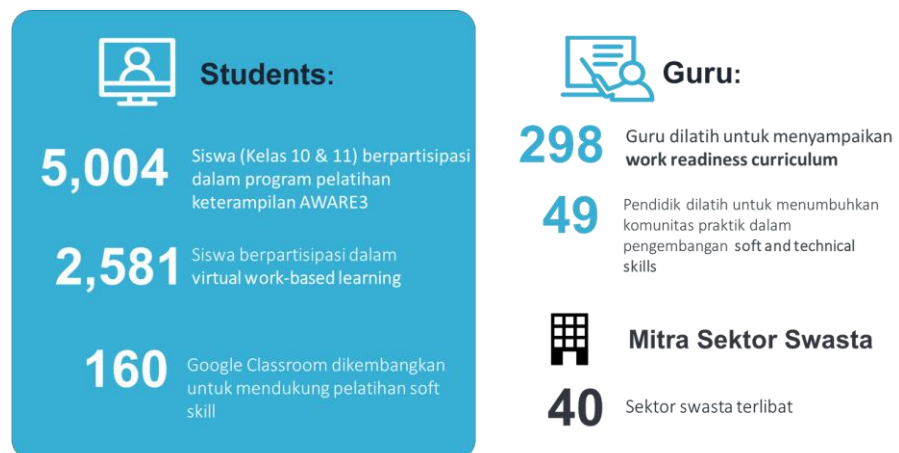 Students:
5,004
Siswa (Kelas 10 & 11) berpartisipasi
dalam program pelatihan
keterampilan AWARE3
2,581
Siswa berpartisipasi dalam
virtual work-based learning
160
Google Classroom dikembangkan
untuk mendukung pelatihan soft
skill
Guru:
298
Guru dilatih untuk menyampaikan
work readiness curriculum
49
Pendidik dilatih untuk menumbuhkan
komunitas praktik dalam
pengembangan soft and technical
skills
Mitra Sektor Swasta
40
Sektor swasta terlibat